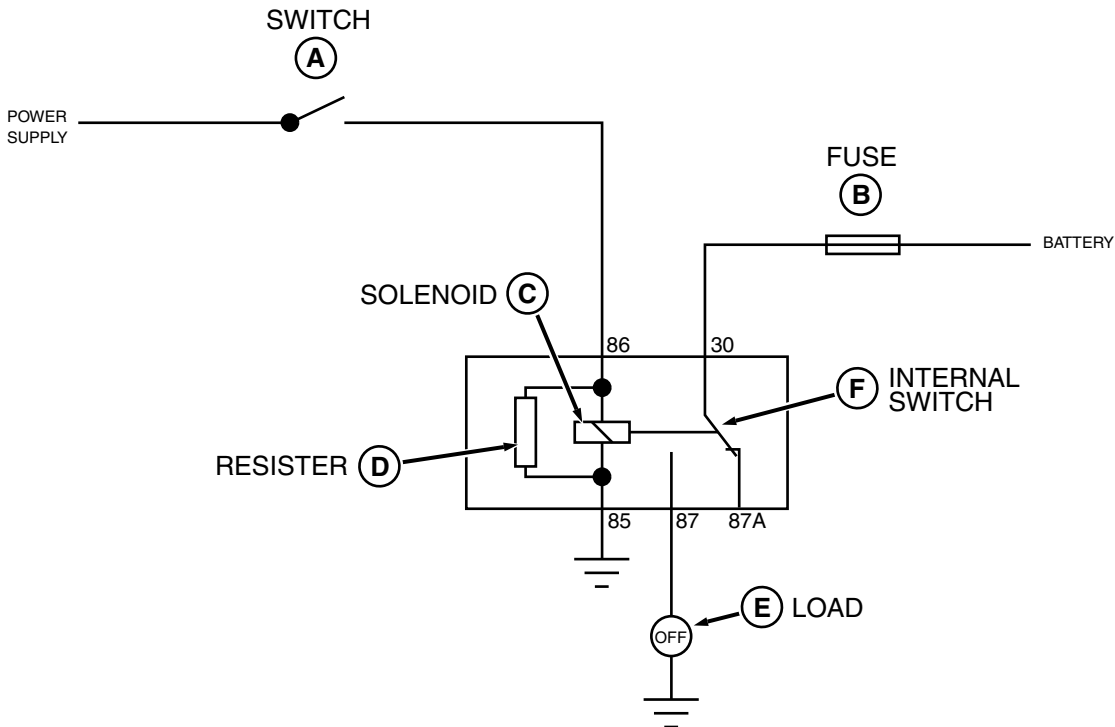 SWITCH
A
POWER
SUPPLY
FUSE
B
BATTERY
SOLENOID C
86
30
F INTERNAL
SWITCH
RESISTER D
85
87
87A
E LOAD
OFF